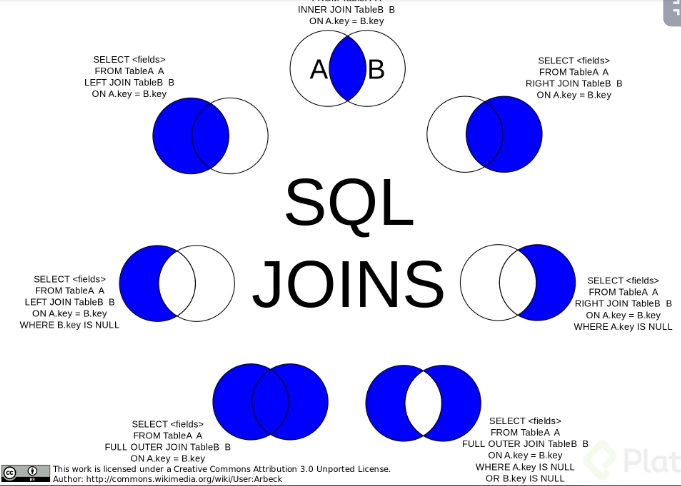 INNER JOIN TableB B
ON A.key = B.key
A B
SELECT <fields>
FROM TableA A
LEFT JOIN TableB B
ON A.key = B.key
SELECT <fields>
FROM TableA A
RIGHT JOIN TableB B
ON A.key = B.key
SQL
JOINS
SELECT <fields>
FROM TableA A
LEFT JOIN TableB B
ON A.key = B.key
WHERE B.key IS NULL
SELECT <fields>
FROM TableA A
RIGHT JOIN TableB B
ON A.key = B.key
WHERE A.key IS NULL
SELECT <fields>
FROM TableA A
FULL OUTER JOIN TableB B
ON A.key = B.key
SELECT <fields>
FROM TableA A
FULL OUTER JOIN TableB B
ON A.key = B.key
WHERE A.key IS NULL
OR B.key IS NULL
cc BY
This work is licensed under a Creative Commons Attribution 3.0 Unported License.
Author: http://commons.wikimedia.org/wiki/User:Arbeck
Plat